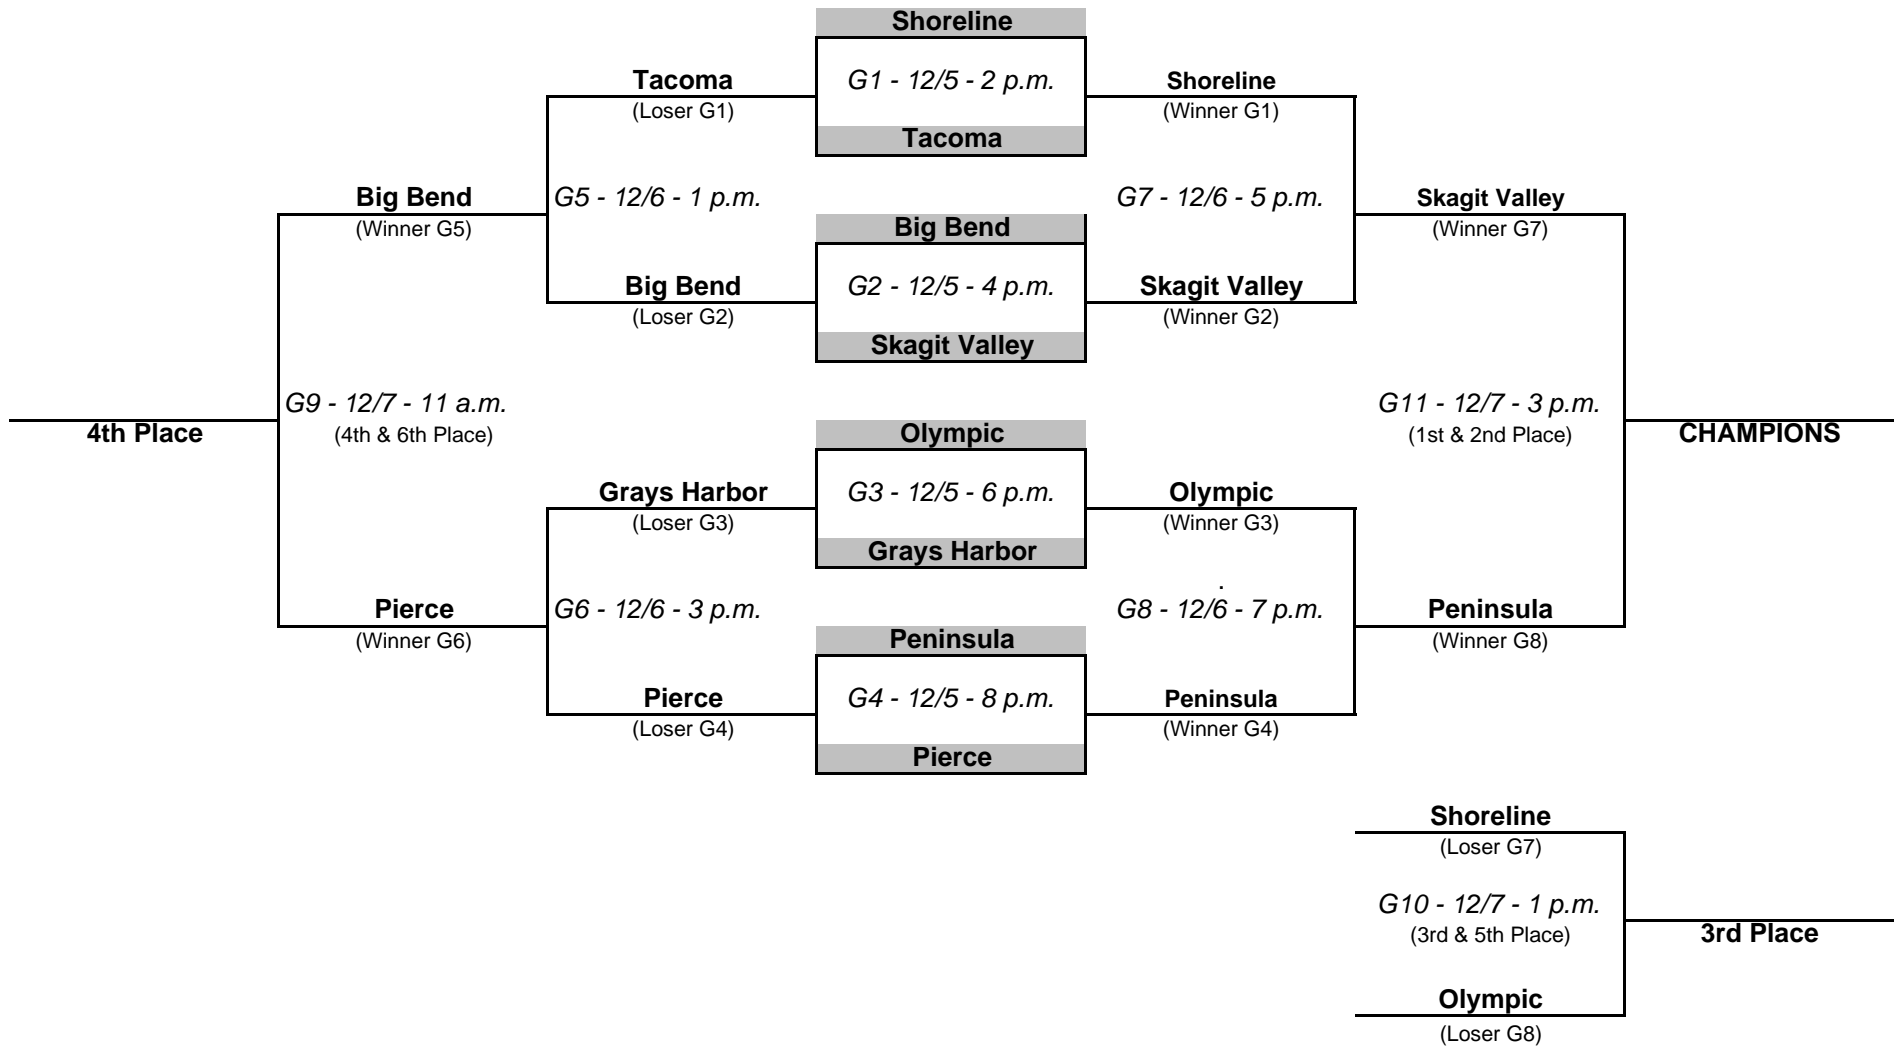 Shoreline
Tacoma
G1 - 12/5 - 2 p.m.
Shoreline
(Loser G1)
(Winner G1)
Tacoma
Big Bend
G5 - 12/6 - 1 p.m.
G7 - 12/6 - 5 p.m.
Skagit Valley
(Winner G5)
Big Bend
(Winner G7)
Big Bend
G2 - 12/5 - 4 p.m.
Skagit Valley
(Loser G2)
(Winner G2)
Skagit Valley
G9 - 12/7 - 11 a.m.
G11 - 12/7 - 3 p.m.
4th Place
(4th & 6th Place)
Olympic
(1st & 2nd Place)
CHAMPIONS
Grays Harbor
G3 - 12/5 - 6 p.m.
Olympic
(Loser G3)
(Winner G3)
Grays Harbor
.
Pierce
G6 - 12/6 - 3 p.m.
G8 - 12/6 - 7 p.m.
Peninsula
(Winner G6)
Peninsula
(Winner G8)
Pierce
G4 - 12/5 - 8 p.m.
Peninsula
(Loser G4)
(Winner G4)
Pierce
Shoreline
(Loser G7)
G10 - 12/7 - 1 p.m.
(3rd & 5th Place)
3rd Place
Olympic
(Loser G8)